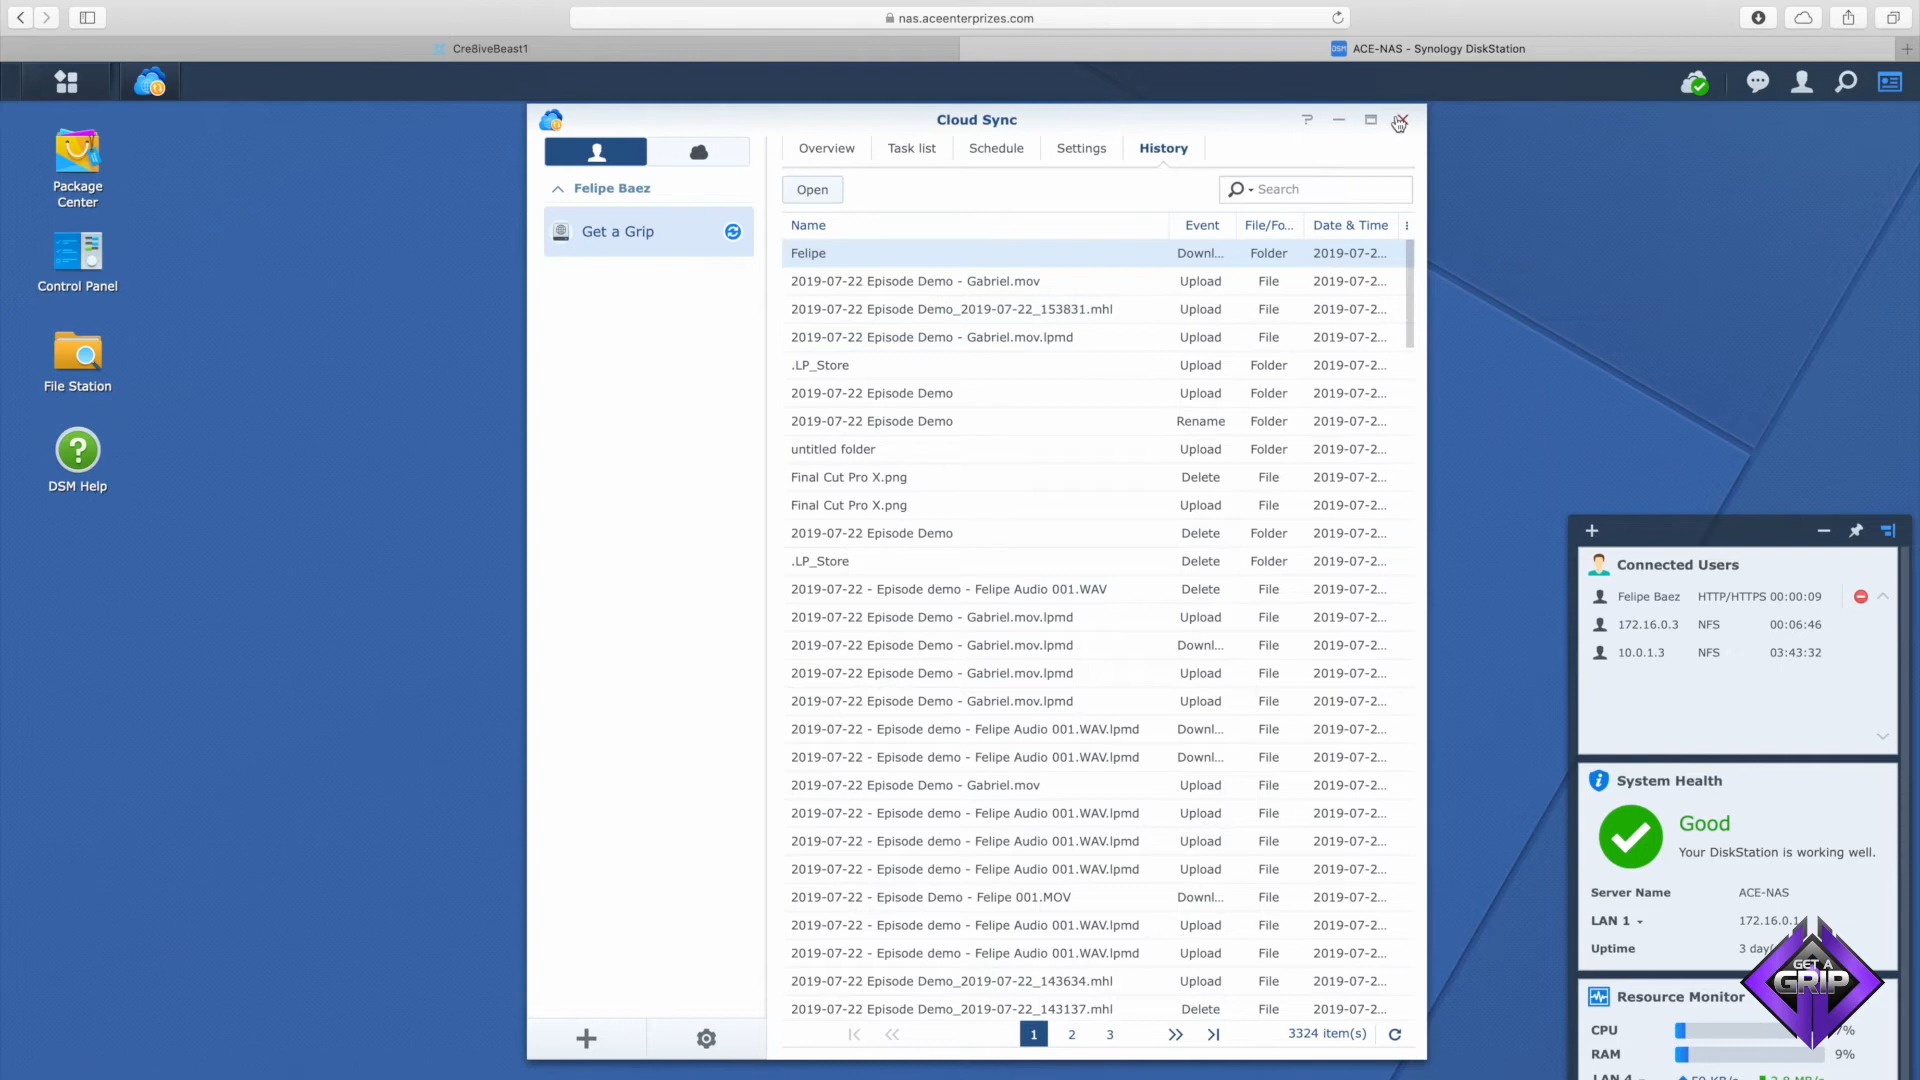 nas.aceenterprizes.com
Cre8iveBeast1
DSM ACE-NAS - Synology DiskStation
Package
Center
Control Panel
File Station
DSM Help
Cloud Sync
Felipe Baez
Get a Grip
Overview Task list Schedule Settings History
Open
Search
Name Event File/Fo... Date & Time
Felipe Downl... Folder 2019-07-2...
2019-07-22 Episode Demo - Gabriel.mov Upload File 2019-07-2...
2019-07-22 Episode Demo_2019-07-22_153831.mhl Upload File 2019-07-2...
2019-07-22 Episode Demo - Gabriel.mov.lpmd Upload File 2019-07-2...
.LP_Store Upload Folder 2019-07-2...
2019-07-22 Episode Demo Upload Folder 2019-07-2...
2019-07-22 Episode Demo Rename Folder 2019-07-2...
untitled folder Upload Folder 2019-07-2...
Final Cut Pro X.png Delete File 2019-07-2...
Final Cut Pro X.png Upload File 2019-07-2...
2019-07-22 Episode Demo Delete Folder 2019-07-2...
.LP_Store Delete Folder 2019-07-2...
2019-07-22 - Episode demo - Felipe Audio 001.WAV Delete File 2019-07-2...
2019-07-22 Episode Demo - Gabriel.mov.lpmd Upload File 2019-07-2...
2019-07-22 Episode Demo - Gabriel.mov.lpmd Downl... File 2019-07-2...
2019-07-22 Episode Demo - Gabriel.mov.lpmd Upload File 2019-07-2...
2019-07-22 Episode Demo - Gabriel.mov.lpmd Upload File 2019-07-2...
2019-07-22 - Episode demo - Felipe Audio 001.WAV.lpmd Downl... File 2019-07-2...
2019-07-22 - Episode demo - Felipe Audio 001.WAV.lpmd Downl... File 2019-07-2...
2019-07-22 Episode Demo - Gabriel.mov Upload File 2019-07-2...
2019-07-22 - Episode demo - Felipe Audio 001.WAV.lpmd Upload File 2019-07-2...
2019-07-22 - Episode demo - Felipe Audio 001.WAV.lpmd Upload File 2019-07-2...
2019-07-22 - Episode demo - Felipe Audio 001.WAV.lpmd Upload File 2019-07-2...
2019-07-22 - Episode Demo - Felipe 001.MOV Downl... File 2019-07-2...
2019-07-22 - Episode demo - Felipe Audio 001.WAV.lpmd Upload File 2019-07-2...
2019-07-22 - Episode demo - Felipe Audio 001.WAV.lpmd Upload File 2019-07-2...
2019-07-22 Episode Demo_2019-07-22_143634.mhl Upload File 2019-07-2...
2019-07-22 Episode Demo_2019-07-22_143137.mhl Delete File 2019-07-2...
1 2 3 3324 item(s)
Connected Users
Felipe Baez HTTP/HTTPS 00:00:09
172.16.0.3 NFS 00:06:46
10.0.1.3 NFS 03:43:32
System Health
Good
Your DiskStation is working well.
Server Name ACE-NAS
LAN 1 172.16.0.1
Uptime 3 day
Resource Monitor
CPU
RAM 9%
GET A
GRIP